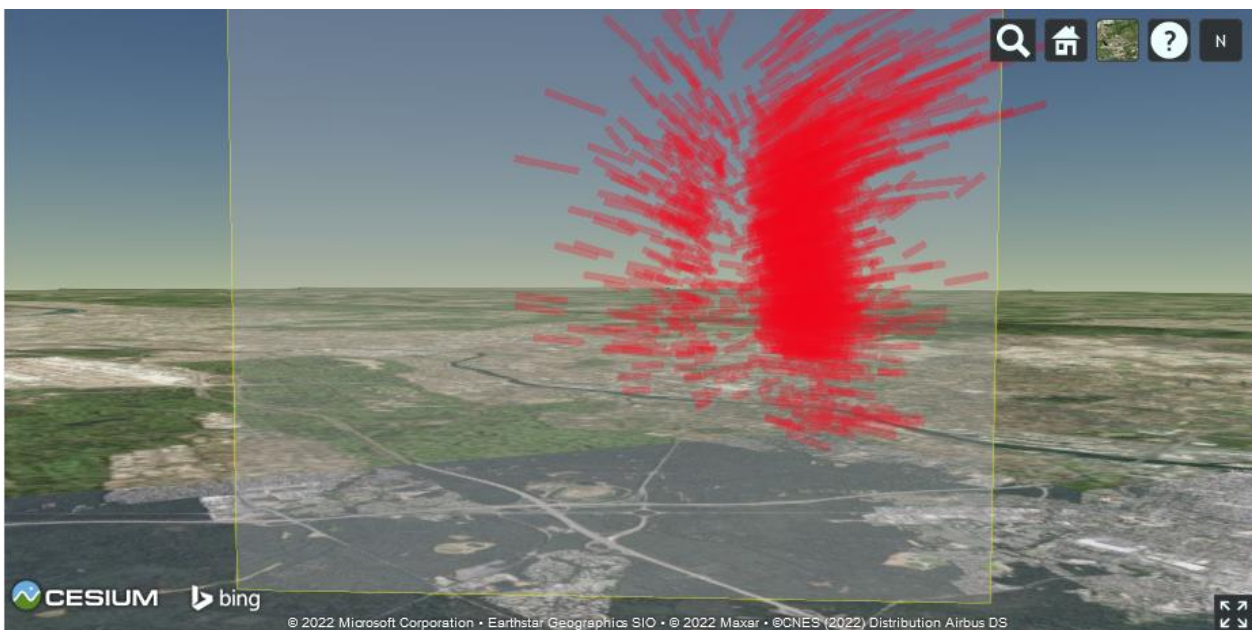 ?
N
CESIUM
bing
© 2022 Microsoft Corporation • Earthstar Geographics SIO • © 2022 Maxar • ©CNES (2022) Distribution Airbus DS